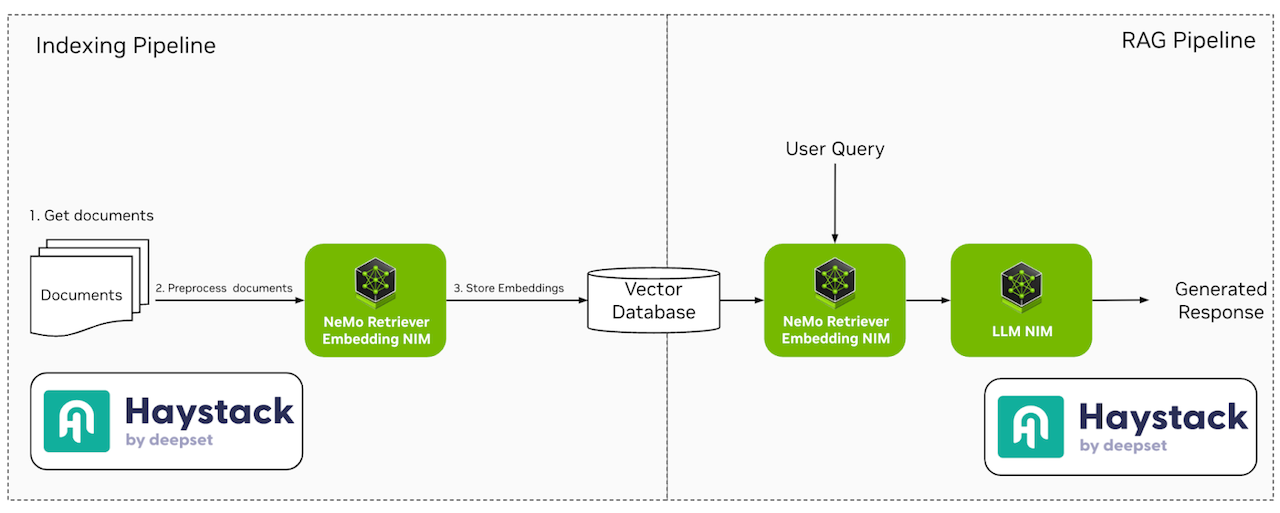 Indexing Pipeline
RAG Pipeline
User Query
1. Get documents
Documents
2. Preprocess documents
NeMo Retriever
Embedding NIM
3. Store Embeddings
Vector
Database
NeMo Retriever
Embedding NIM
LLM NIM
Generated
Response
Haystack
by deepset
Haystack
by deepset